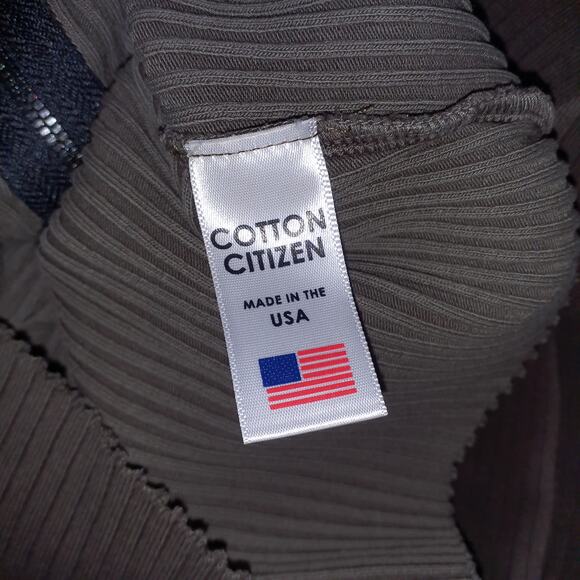 COTTON
CITIZEN
MADE IN THE
USA